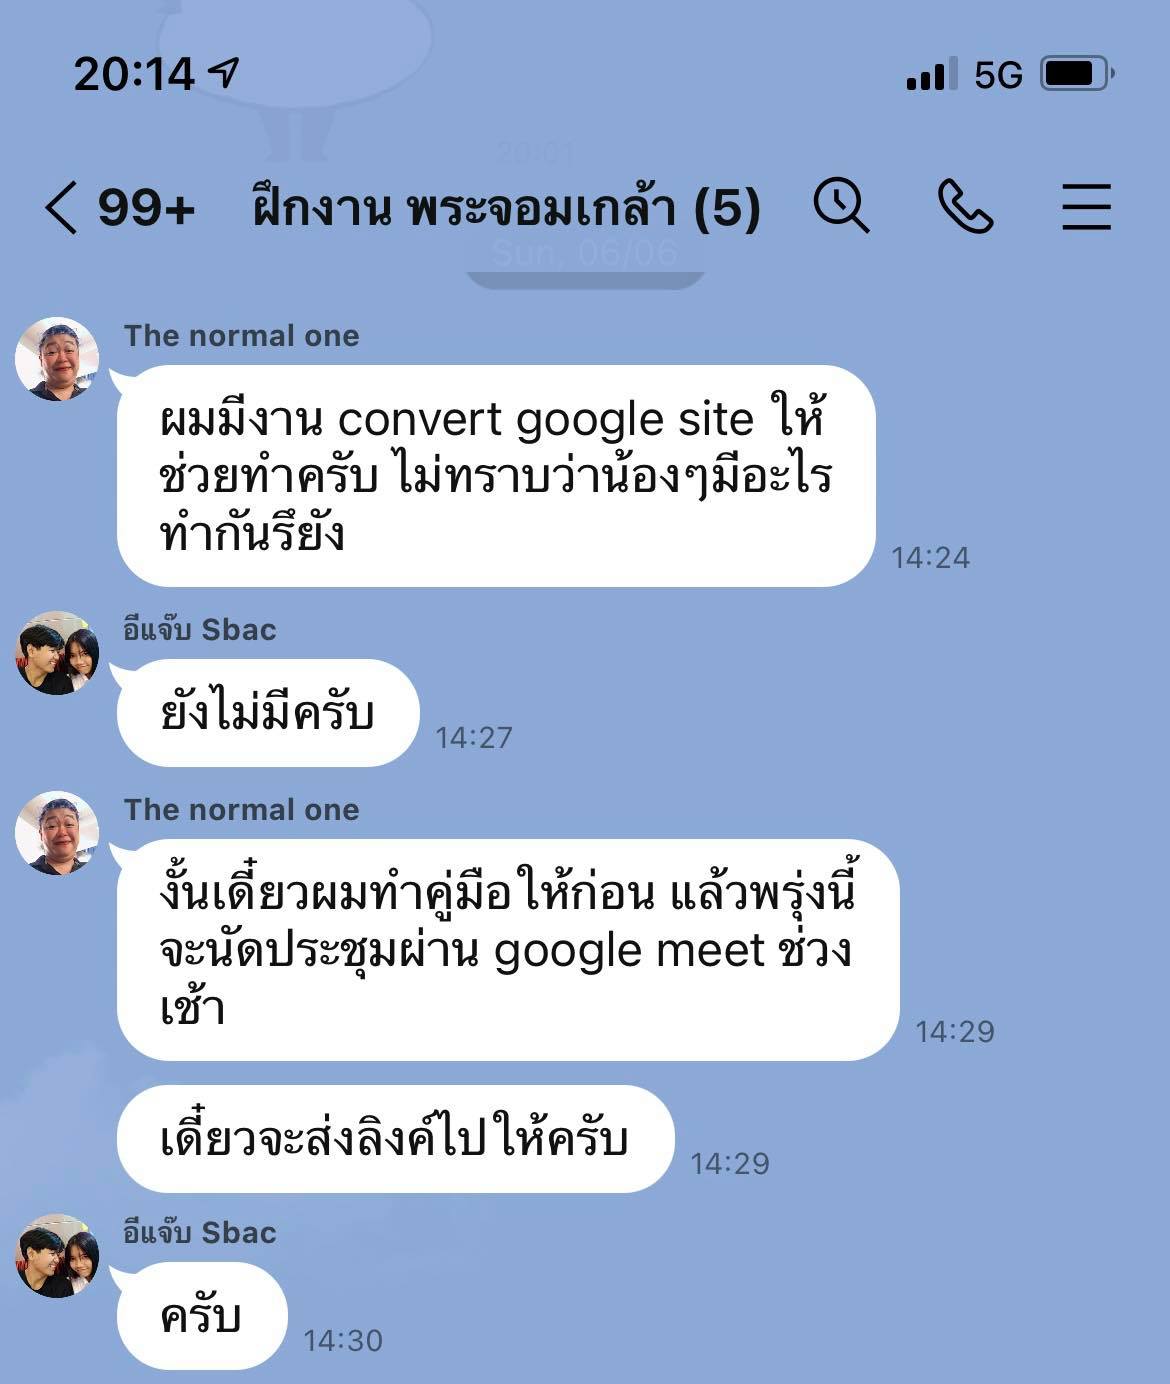 20:14 5G
20:01
99+ ฝึกงาน พระจอมเกล้า (5)
Sun, 06/06
The normal one
ผมมีงาน convert google site ให้
ช่วยทำครับ ไม่ทราบว่าน้องๆมีอะไร
ทำกันรึยัง
14:24
อีแจ๊บ Sbac
ยังไม่มีครับ
14:27
The normal one
งั้นเดี๋ยวผมทำคู่มือให้ก่อน แล้วพรุ่งนี้
จะนัดประชุมผ่าน google meet ช่วง
เช้า
14:29
เดี๋ยวจะส่งลิงค์ไปให้ครับ
14:29
อีแจ๊บ Sbac
ครับ
14:30